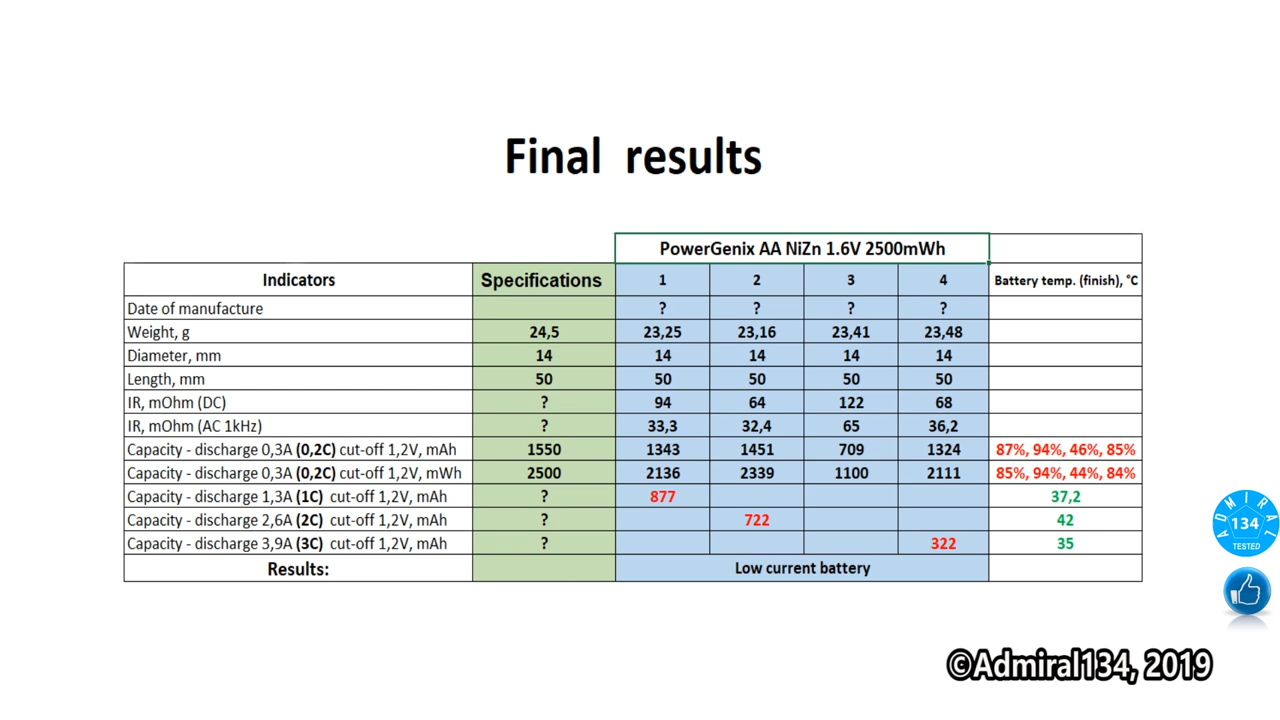 Final results
PowerGenix AA NiZn 1.6V 2500mWh
Indicators Specifications 1 2 3 4 Battery temp. (finish), °C
Date of manufacture ? ? ? ?
Weight, g 24,5 23,25 23,16 23,41 23,48
Diameter, mm 14 14 14 14 14
Length, mm 50 50 50 50 50
IR, mOhm (DC) ? 94 64 122 68
IR, mOhm (AC 1kHz) ? 33,3 32,4 65 36,2
Capacity - discharge 0,3A (0,2C) cut-off 1,2V, mAh 1550 1343 1451 709 1324 87%, 94%, 46%, 85%
Capacity - discharge 0,3A (0,2C) cut-off 1,2V, mWh 2500 2136 2339 1100 2111 85%, 94%, 44%, 84%
Capacity - discharge 1,3A (1C) cut-off 1,2V, mAh ? 877 37,2
Capacity - discharge 2,6A (2C) cut-off 1,2V, mAh ? 722 42
Capacity - discharge 3,9A (3C) cut-off 1,2V, mAh ? 322 35
Results: Low current battery
ADMIRAL
134
TESTED
©Admiral134, 2019